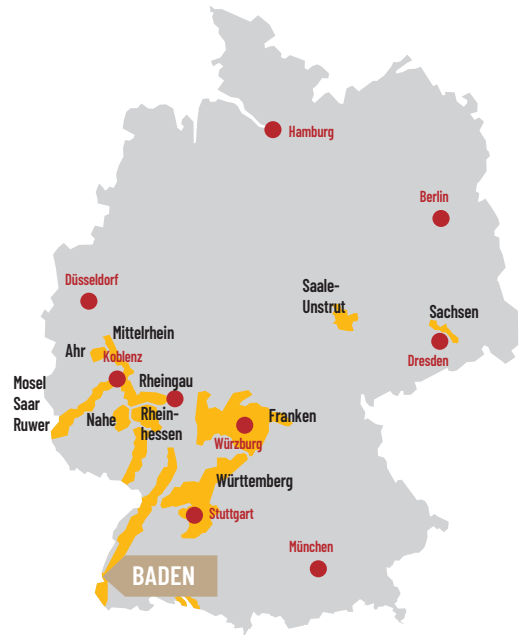 Hamburg
Berlin
Düsseldorf
Saale-
Unstrut
Sachsen
Dresden
Mittelrhein
Ahr
Koblenz
Rheingau
Mosel
Saar
Ruwer
Nahe
Rhein-
hessen
Franken
Würzburg
Württemberg
Stuttgart
München
BADEN